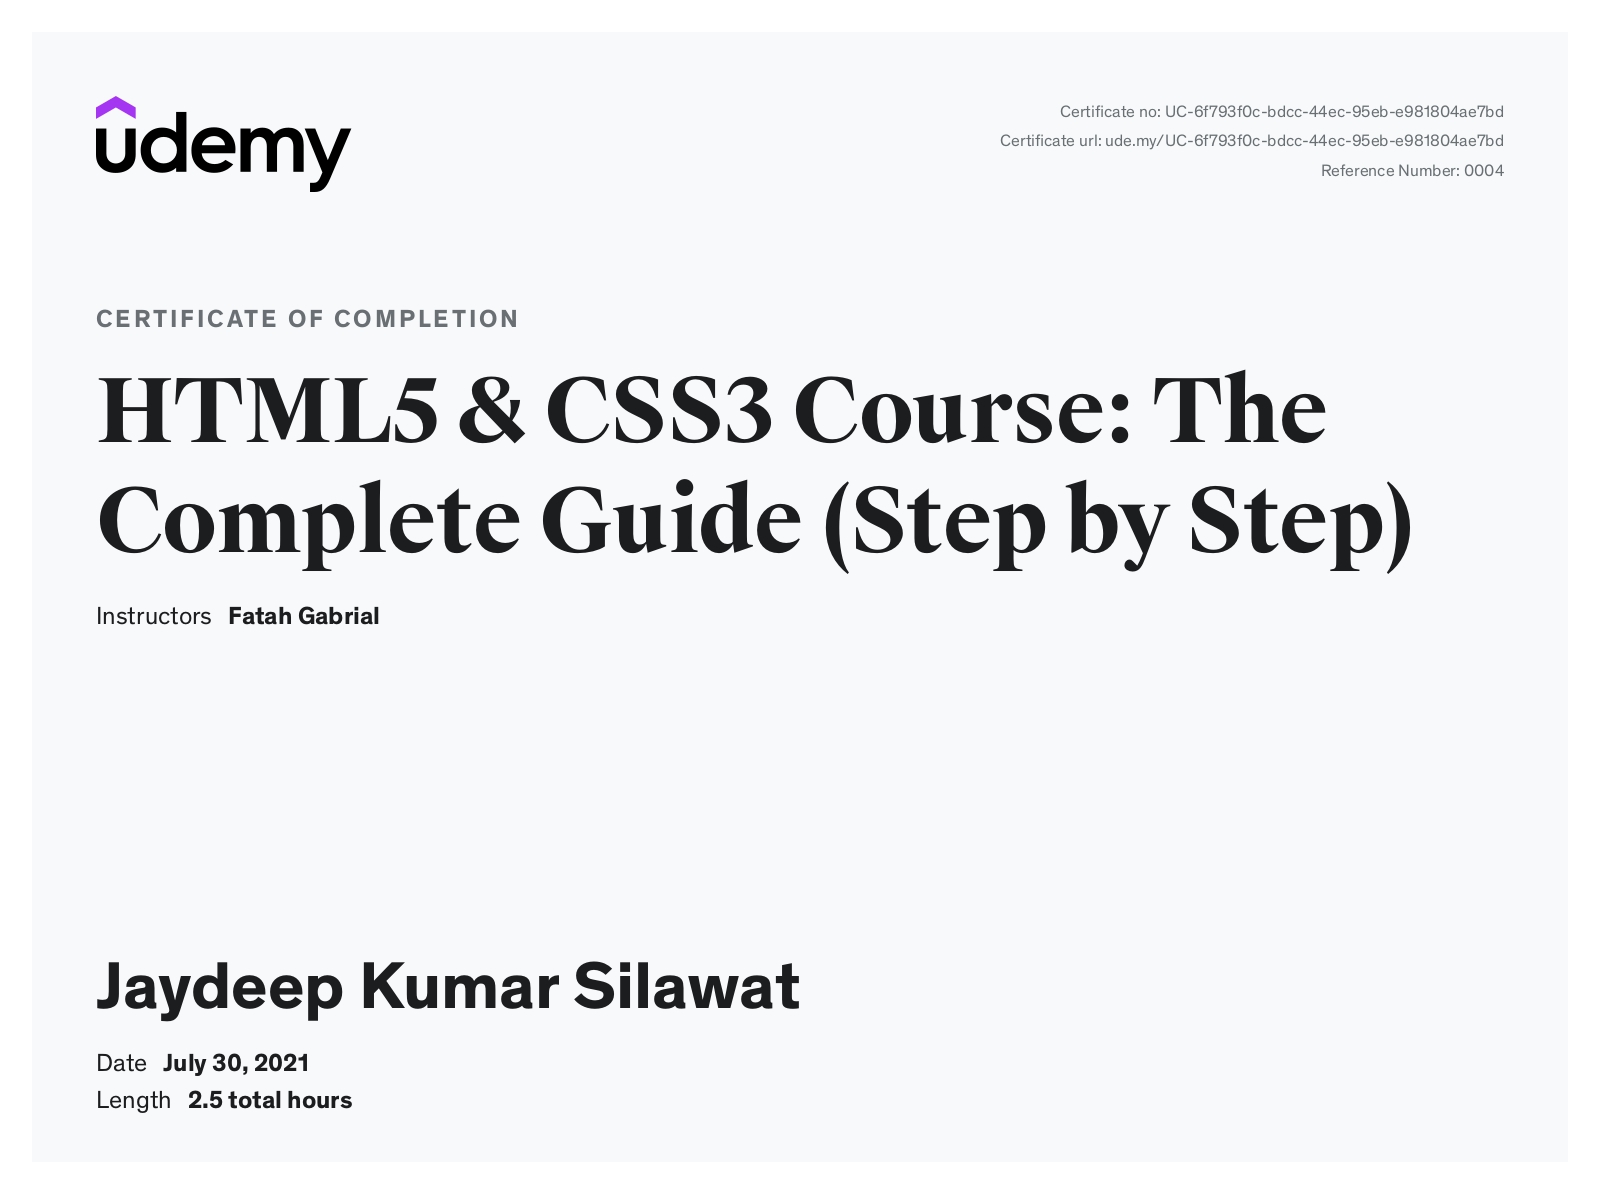 udemy
Certificate no: UC-6f793f0c-bdcc-44ec-95eb-e981804ae7bd
Certificate url: ude.my/UC-6f793f0c-bdcc-44ec-95eb-e981804ae7bd
Reference Number: 0004
CERTIFICATE OF COMPLETION
HTML5 & CSS3 Course: The
Complete Guide (Step by Step)
Instructors Fatah Gabrial
Jaydeep Kumar Silawat
Date July 30, 2021
Length 2.5 total hours